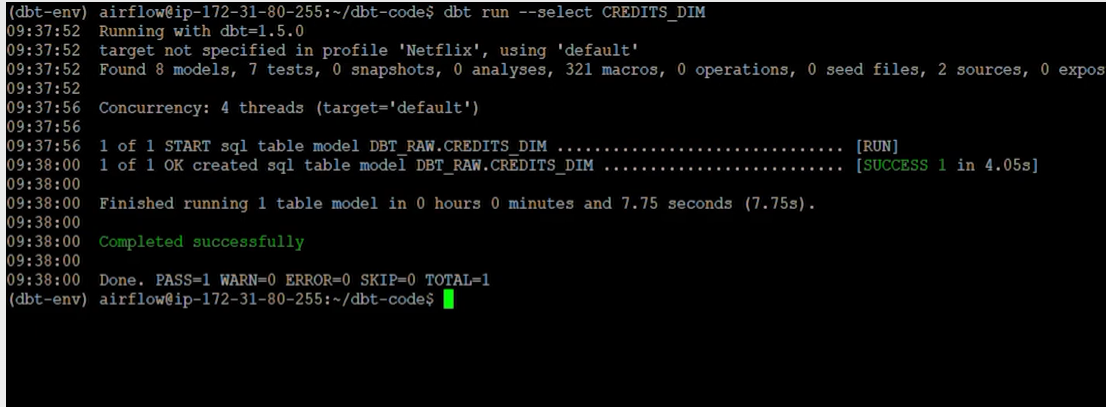 (dbt-env) airflow@ip-172-31-80-255:~/dbt-code$ dbt run --select CREDITS_DIM
09:37:52  Running with dbt=1.5.0
09:37:52  target not specified in profile 'Netflix', using 'default'
09:37:52  Found 8 models, 7 tests, 0 snapshots, 0 analyses, 321 macros, 0 operations, 0 seed files, 2 sources, 0 expos
09:37:52
09:37:56  Concurrency: 4 threads (target='default')
09:37:56
09:37:56  1 of 1 START sql table model DBT_RAW.CREDITS_DIM ............................... [RUN]
09:38:00  1 of 1 OK created sql table model DBT_RAW.CREDITS_DIM .......................... [SUCCESS 1 in 4.05s]
09:38:00
09:38:00  Finished running 1 table model in 0 hours 0 minutes and 7.75 seconds (7.75s).
09:38:00
09:38:00  Completed successfully
09:38:00
09:38:00  Done. PASS=1 WARN=0 ERROR=0 SKIP=0 TOTAL=1
(dbt-env) airflow@ip-172-31-80-255:~/dbt-code$